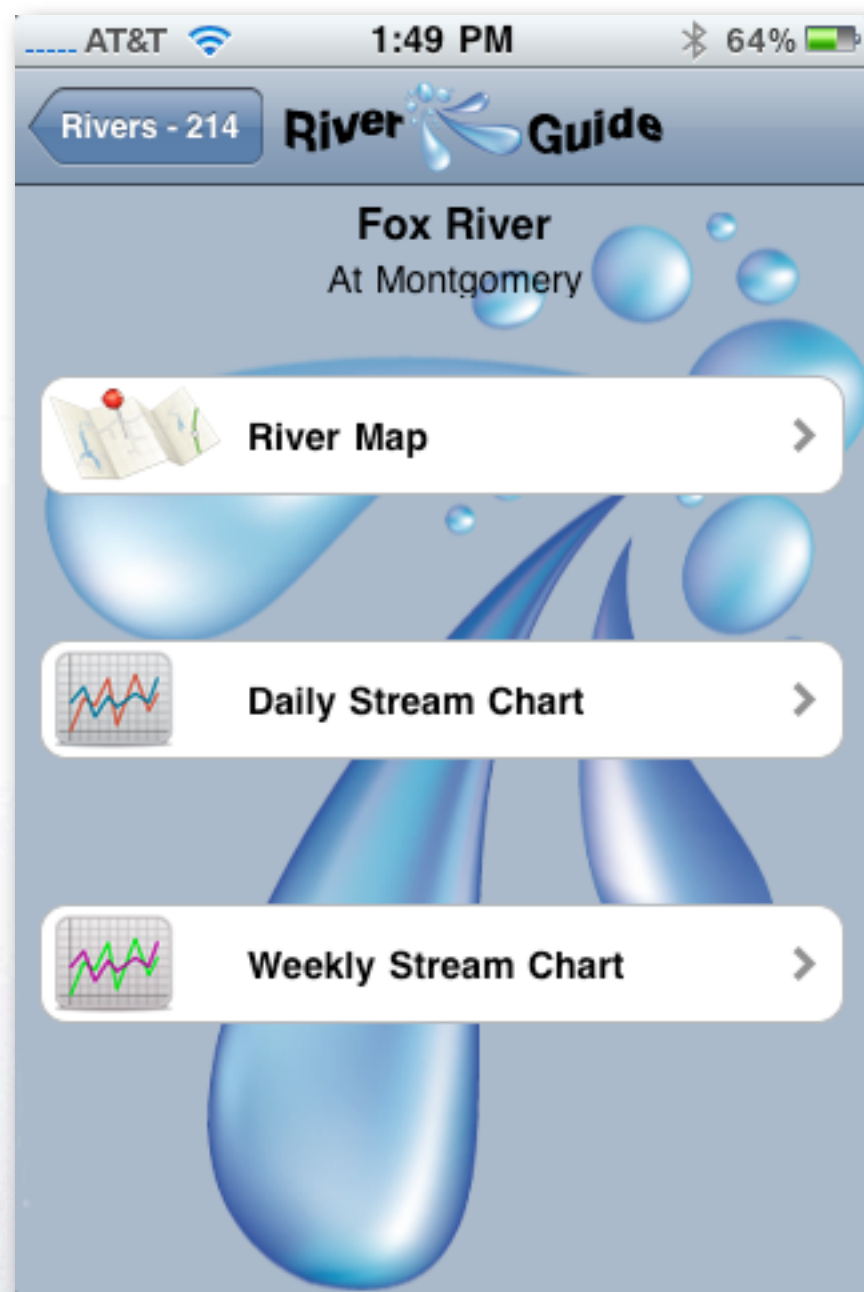 AT&T 1:49 PM 64%
Rivers - 214 River Guide
Fox River
At Montgomery
River Map
Daily Stream Chart
Weekly Stream Chart